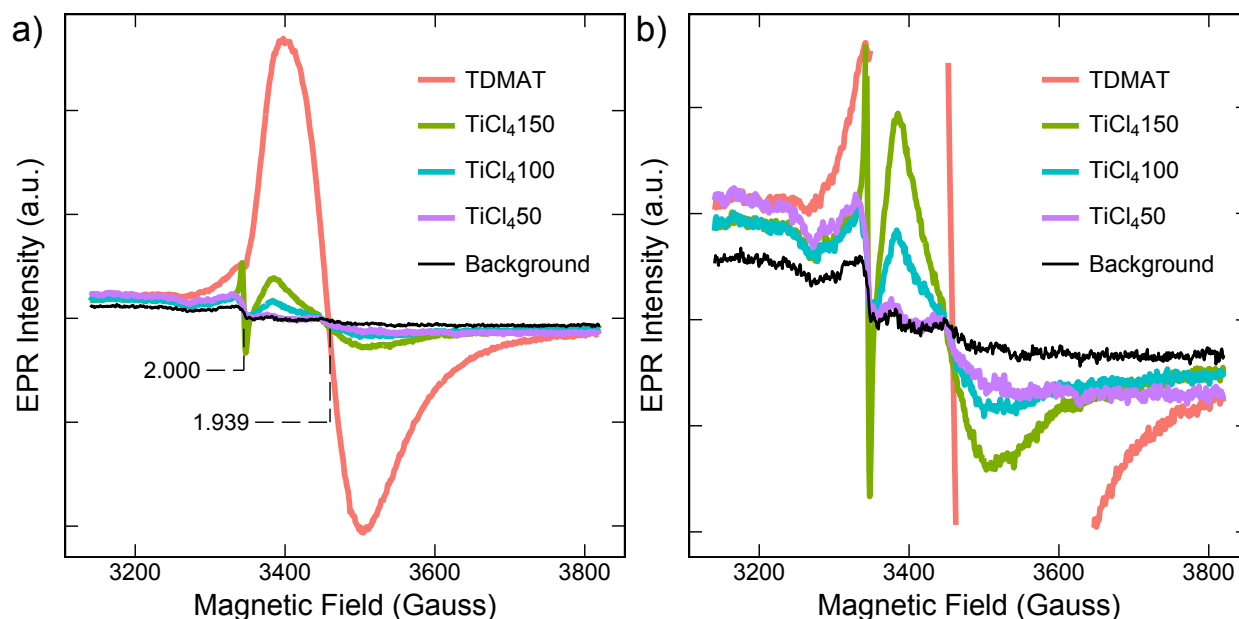 a)
EPR Intensity (a.u.)
TDMAT
TiCl₄150
TiCl₄100
TiCl₄50
Background
2.000
1.939
3200 3400 3600 3800
Magnetic Field (Gauss)
b)
EPR Intensity (a.u.)
TDMAT
TiCl₄150
TiCl₄100
TiCl₄50
Background
3200 3400 3600 3800
Magnetic Field (Gauss)